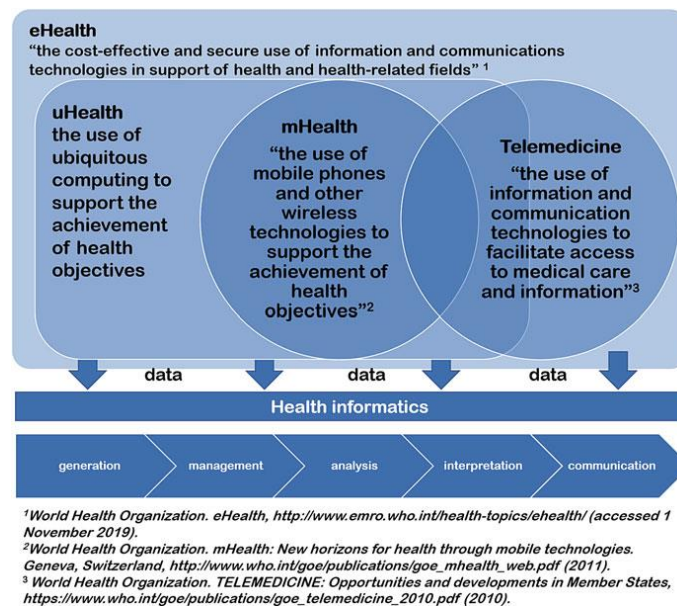 eHealth
“the cost-effective and secure use of information and communications
technologies in support of health and health-related fields” 1
uHealth
the use of
ubiquitous
computing to
support the
achievement
of health
objectives
mHealth
“the use of
mobile phones
and other
wireless
technologies to
support the
achievement of
health
objectives”2
Telemedicine
“the use of
information and
communication
technologies to
facilitate access
to medical care
and information”3
data
data
data
Health informatics
generation
management
analysis
interpretation
communication
1World Health Organization. eHealth, http://www.emro.who.int/health-topics/ehealth/ (accessed 1
November 2019).
2World Health Organization. mHealth: New horizons for health through mobile technologies.
Geneva, Switzerland, http://www.who.int/goe/publications/goe_mhealth_web.pdf (2011).
3 World Health Organization. TELEMEDICINE: Opportunities and developments in Member States,
https://www.who.int/goe/publications/goe_telemedicine_2010.pdf (2010).